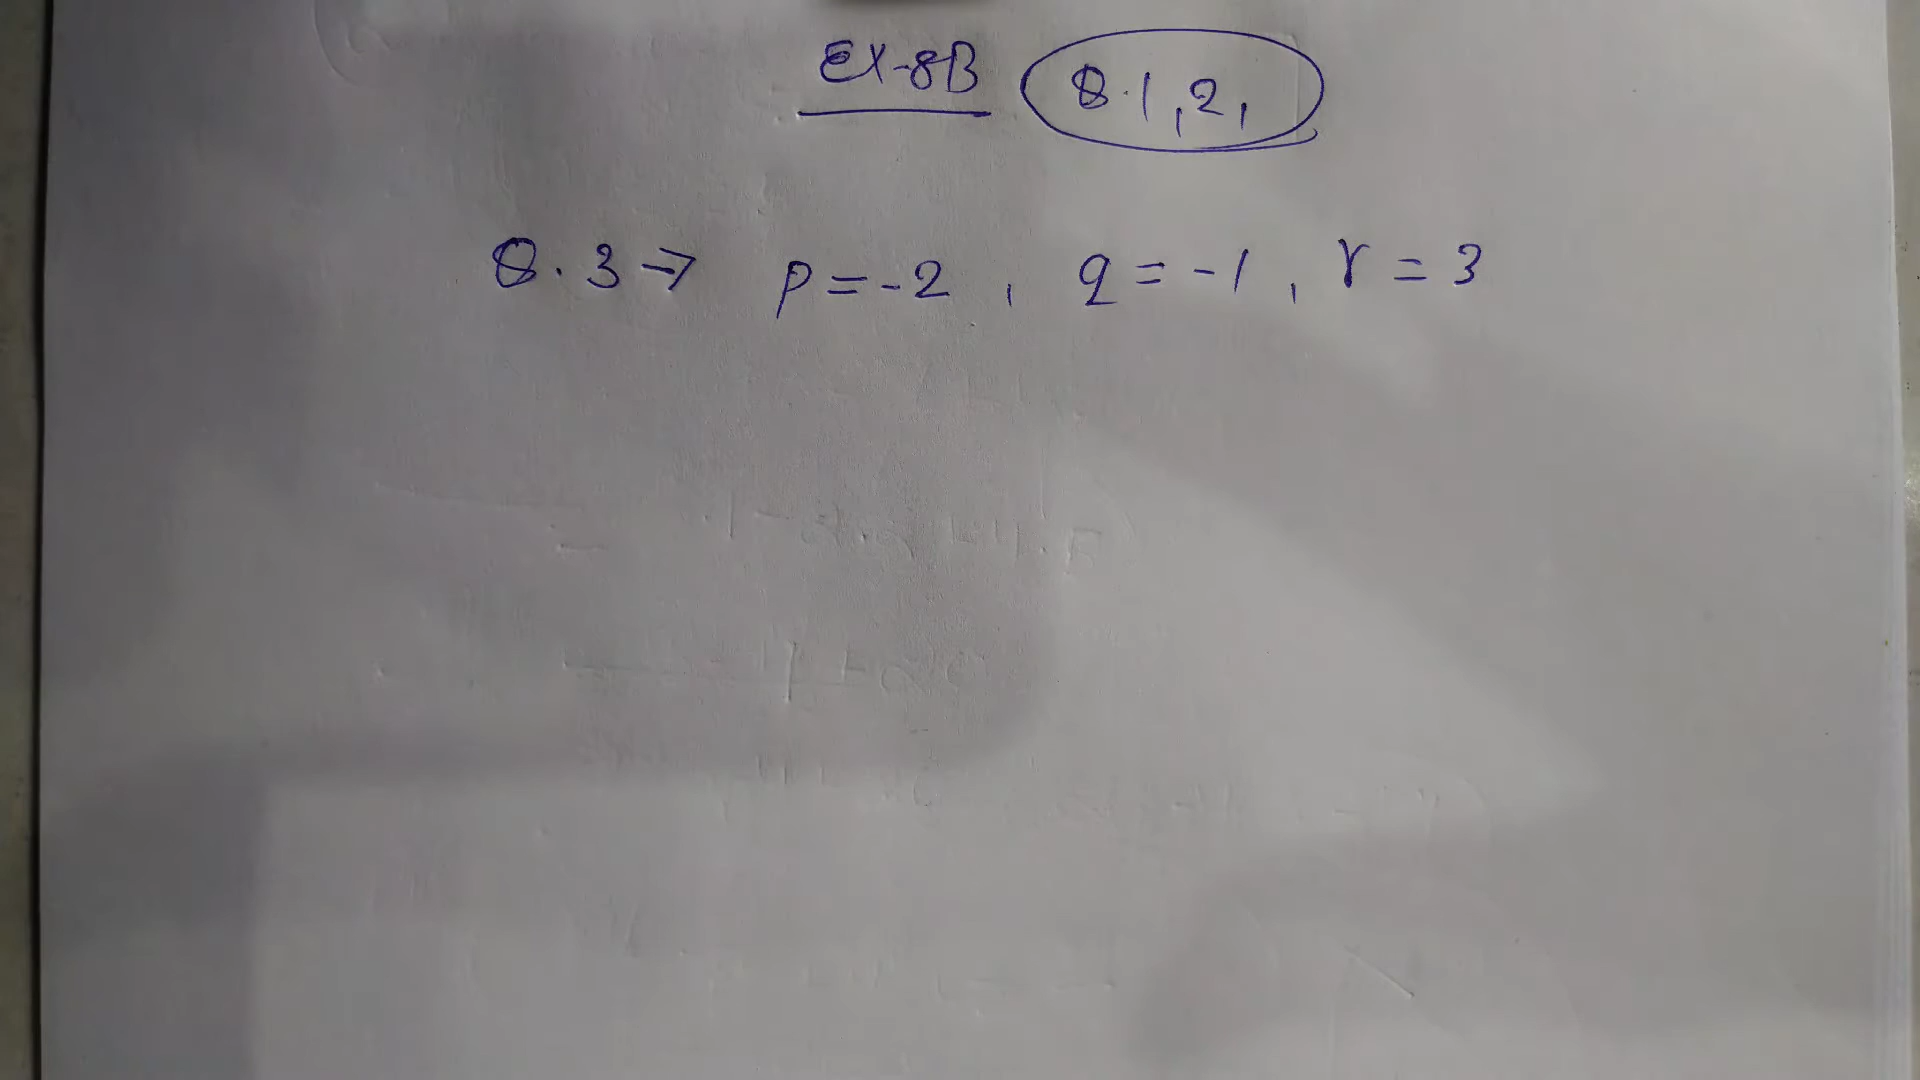 Ex-8B Q.1,2,
Q.3→ p=-2, q=-1, r=3